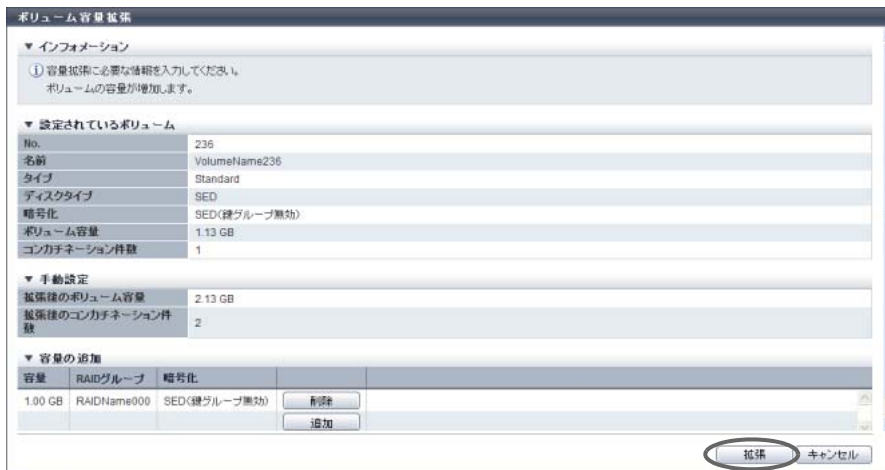 ボリューム容量拡張
▼ インフォメーション
容量拡張に必要な情報を入力してください。
ボリュームの容量が増加します。
▼ 設定されているボリューム
No. 236
名前 VolumeName236
タイプ Standard
ディスクタイプ SED
暗号化 SED(鍵グループ無効)
ボリューム容量 1.13 GB
コンカチネーション件数 1
▼ 手動設定
拡張後のボリューム容量 2.13 GB
拡張後のコンカチネーション件
数 2
▼ 容量の追加
容量 RAIDグループ 暗号化
1.00 GB RAIDName000 SED(鍵グループ無効) 削除
追加
拡張 キャンセル